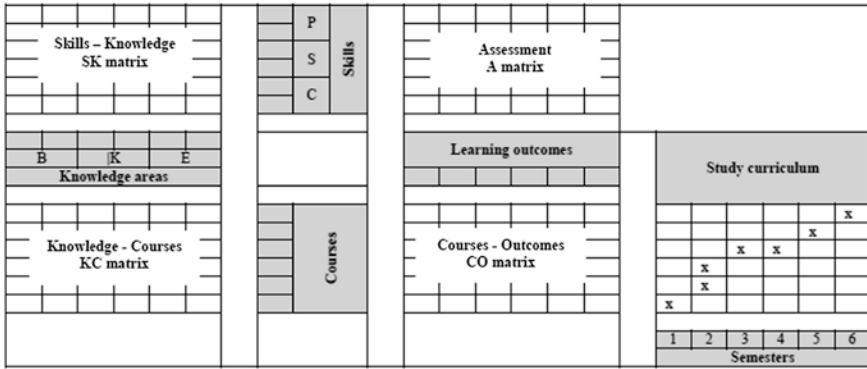 Skills – Knowledge
SK matrix
P
S
C
Skills
Assessment
A matrix
B |K E
Knowledge areas
Learning outcomes
Study curriculum
Knowledge - Courses
KC matrix
Courses
Courses - Outcomes
CO matrix
x
x
x x
x
x
x
1 2 3 4 5 6
Semesters